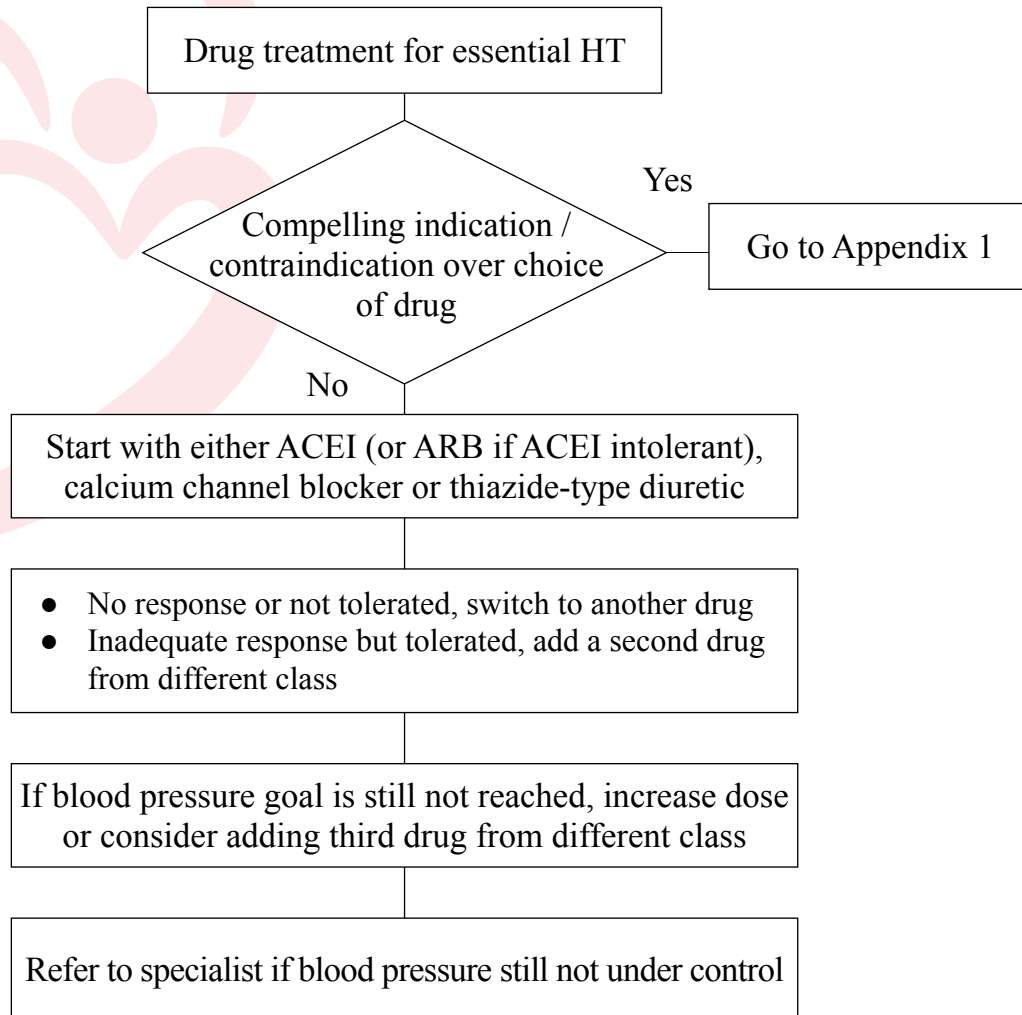 Drug treatment for essential HT
Yes
Compelling indication /
contraindication over choice
of drug
Go to Appendix 1
No
Start with either ACEI (or ARB if ACEI intolerant),
calcium channel blocker or thiazide-type diuretic
● No response or not tolerated, switch to another drug
● Inadequate response but tolerated, add a second drug
from different class
If blood pressure goal is still not reached, increase dose
or consider adding third drug from different class
Refer to specialist if blood pressure still not under control